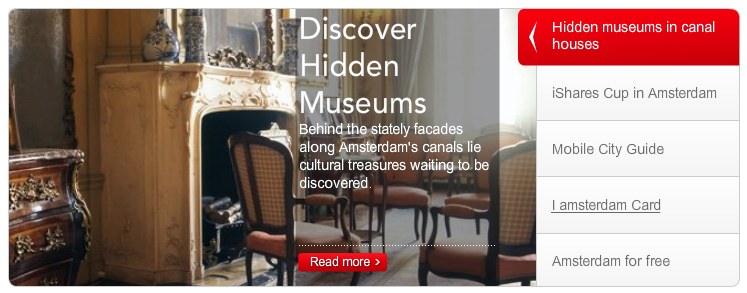 Discover
Hidden
Museums
Behind the stately facades
along Amsterdam's canals lie
cultural treasures waiting to be
discovered.
Read more
Hidden museums in canal
houses
iShares Cup in Amsterdam
Mobile City Guide
I amsterdam Card
Amsterdam for free